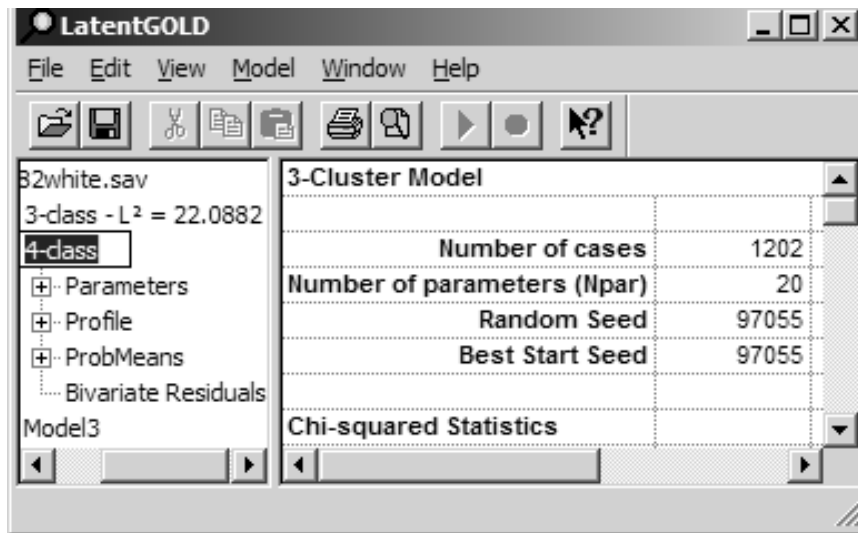 LatentGOLD
File Edit View Model Window Help
82white.sav
3-class - L² = 22.0882
4-class
Parameters
Profile
ProbMeans
Bivariate Residuals
Model3
3-Cluster Model
Number of cases 1202
Number of parameters (Npar) 20
Random Seed 97055
Best Start Seed 97055
Chi-squared Statistics